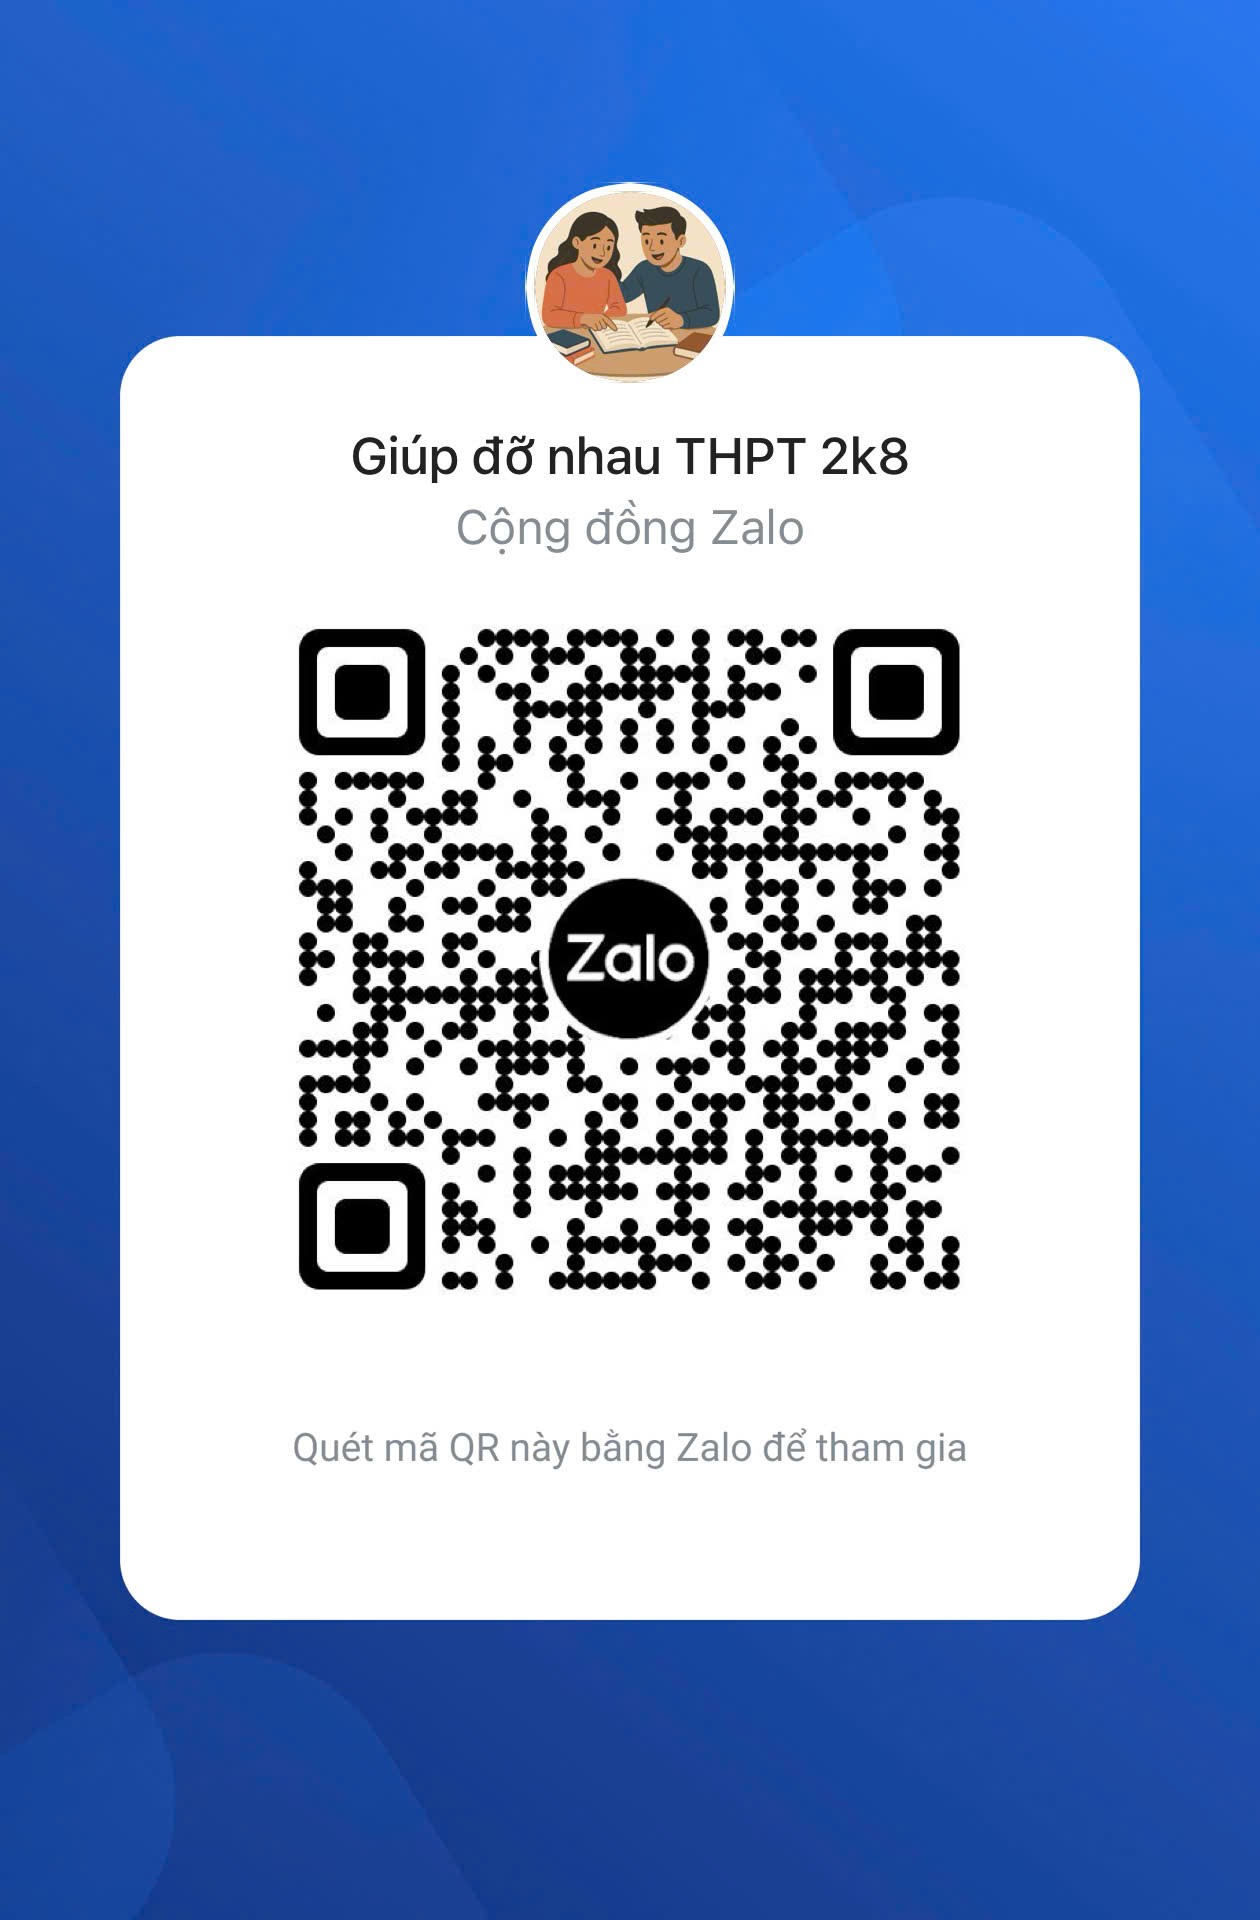 Giúp đỡ nhau THPT 2k8
Cộng đồng Zalo
Zalo
Quét mã QR này bằng Zalo để tham gia